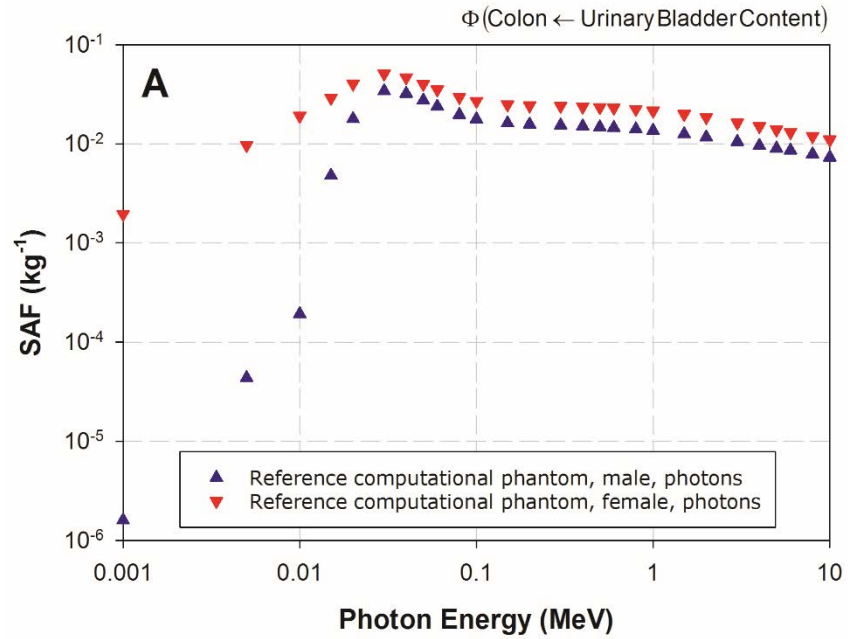 Φ(Colon ← Urinary Bladder Content)
A
10⁻¹
10⁻²
10⁻³
10⁻⁴
10⁻⁵
10⁻⁶
SAF (kg⁻¹)
Reference computational phantom, male, photons
Reference computational phantom, female, photons
0.001 0.01 0.1 1 10
Photon Energy (MeV)